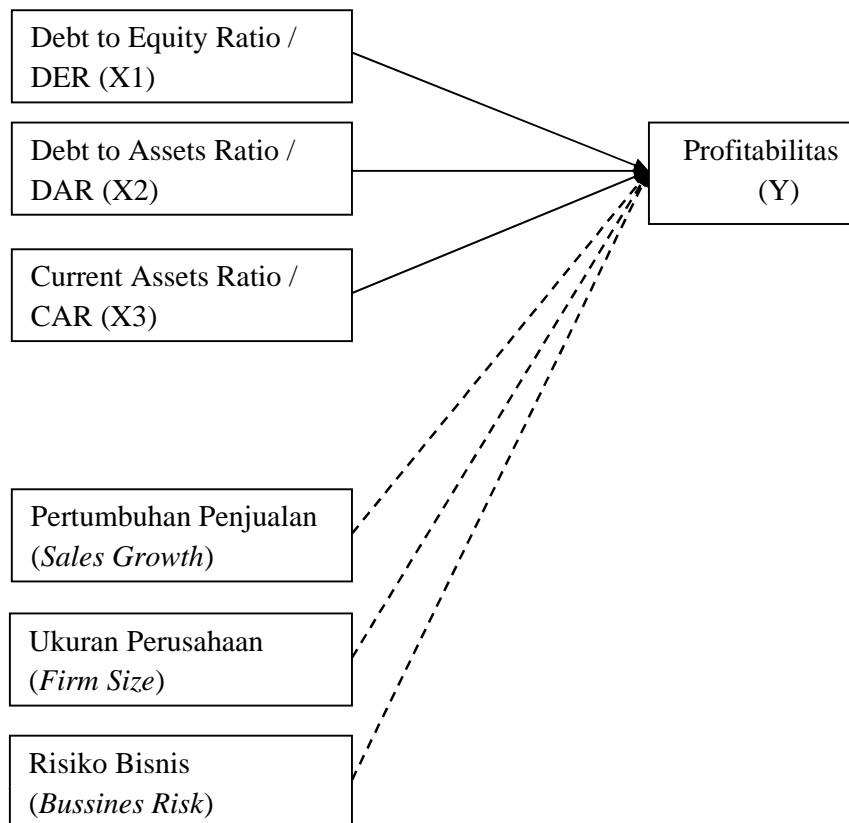 Debt to Equity Ratio /
DER (X1)
Debt to Assets Ratio /
DAR (X2)
Profitabilitas
(Y)
Current Assets Ratio /
CAR (X3)
Pertumbuhan Penjualan
(Sales Growth)
Ukuran Perusahaan
(Firm Size)
Risiko Bisnis
(Bussines Risk)